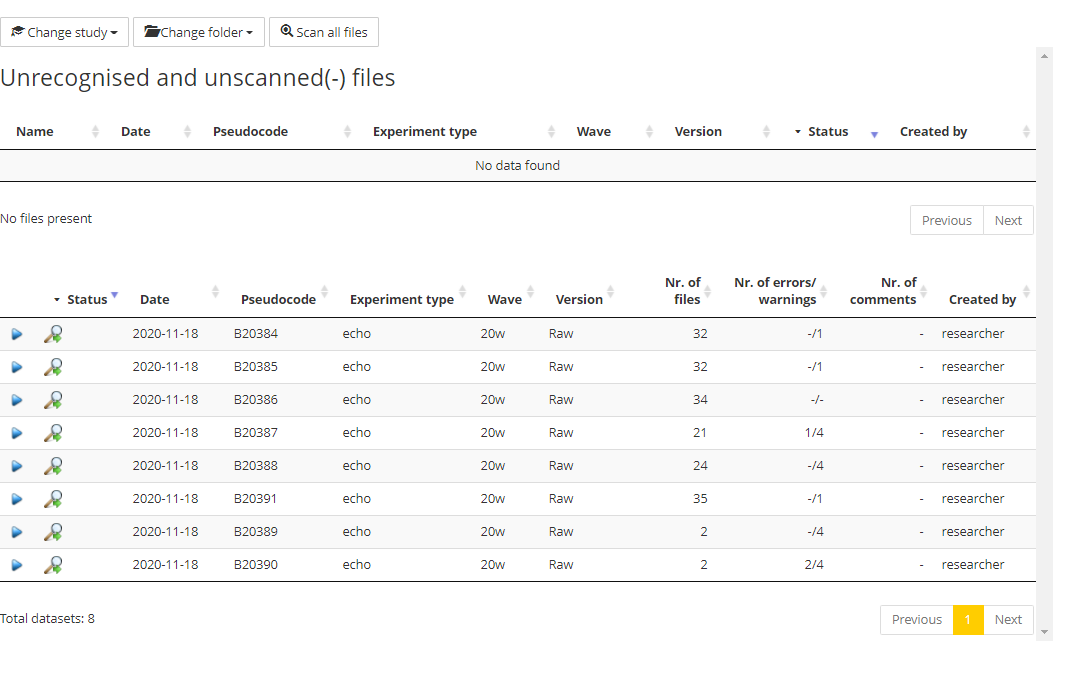 Change study Change folder Scan all files
Unrecognised and unscanned(-) files
Name Date Pseudocode Experiment type Wave Version Status Created by
No data found
No files present Previous Next
Status Date Pseudocode Experiment type Wave Version Nr. of files Nr. of errors/ warnings Nr. of comments Created by
2020-11-18 B20384 echo 20w Raw 32 -/1 - researcher
2020-11-18 B20385 echo 20w Raw 32 -/1 - researcher
2020-11-18 B20386 echo 20w Raw 34 -/- - researcher
2020-11-18 B20387 echo 20w Raw 21 1/4 - researcher
2020-11-18 B20388 echo 20w Raw 24 -/4 - researcher
2020-11-18 B20391 echo 20w Raw 35 -/1 - researcher
2020-11-18 B20389 echo 20w Raw 2 -/4 - researcher
2020-11-18 B20390 echo 20w Raw 2 2/4 - researcher
Total datasets: 8 Previous 1 Next